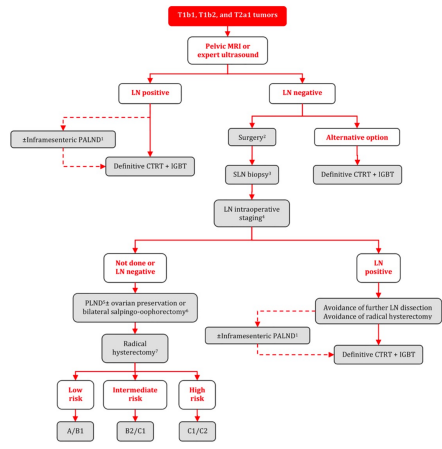 T1b1, T1b2, and T2a1 tumors
Pelvic MRI or
expert ultrasound
LN positive
LN negative
±Inframesenteric PALND¹
Definitive CTRT + IGBT
Surgery²
Alternative option
SLN biopsy³
Definitive CTRT + IGBT
LN intraoperative
staging⁴
Not done or
LN negative
LN
positive
PLND⁵± ovarian preservation or
bilateral salpingo-oophorectomy⁶
Avoidance of further LN dissection
Avoidance of radical hysterectomy
±Inframesenteric PALND¹
Radical
hysterectomy⁷
Definitive CTRT + IGBT
Low
risk
Intermediate
risk
High
risk
A/B1
B2/C1
C1/C2